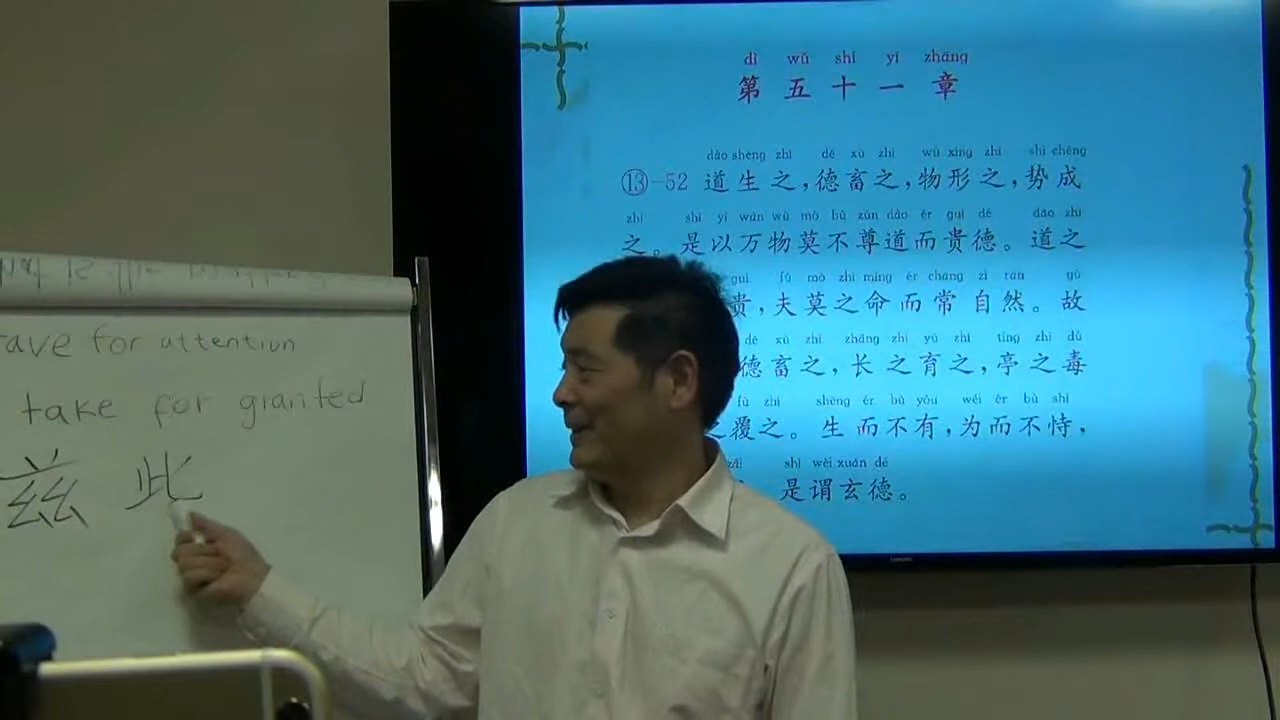 ave for attention
take for granted
兹 此
dì wǔ shí yī zhāng
第 五 十 一 章
dào shēng zhī dé xù zhī wù xíng zhī shì chéng
⑬-52 道生之,德畜之,物形之,势成
zhī shì yǐ wàn wù mò bù zūn dào ér guì dé dào zhī
之。是以万物莫不尊道而贵德。道之
guì fú mò zhī mìng ér cháng zì rán gù
贵,夫莫之命而常自然。故
dé xù zhī zhǎng zhī yù zhī tíng zhī dú
德畜之,长之育之,亭之毒
fù zhī shēng ér bù yǒu wéi ér bù shì
之覆之。生而不有,为而不恃,
zǎi shì wèi xuán dé
是谓玄德。